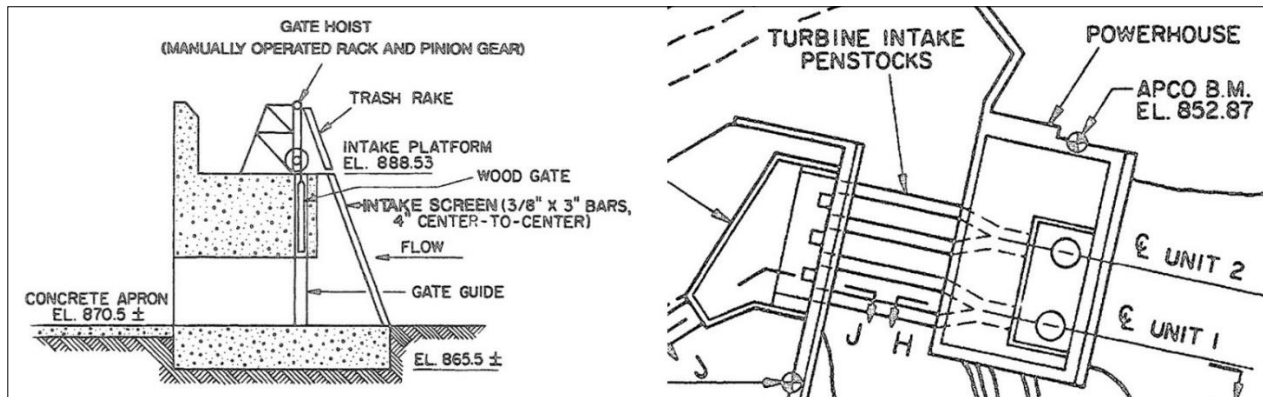 GATE HOIST
(MANUALLY OPERATED RACK AND PINION GEAR)
TRASH RAKE
INTAKE PLATFORM
EL. 888.53
WOOD GATE
INTAKE SCREEN (3/8" X 3" BARS,
4" CENTER-TO-CENTER)
FLOW
GATE GUIDE
CONCRETE APRON
EL. 870.5 ±
EL. 865.5 ±
TURBINE INTAKE
PENSTOCKS
POWERHOUSE
APCO B.M.
EL. 852.87
℄ UNIT 2
℄ UNIT 1
J
H
J